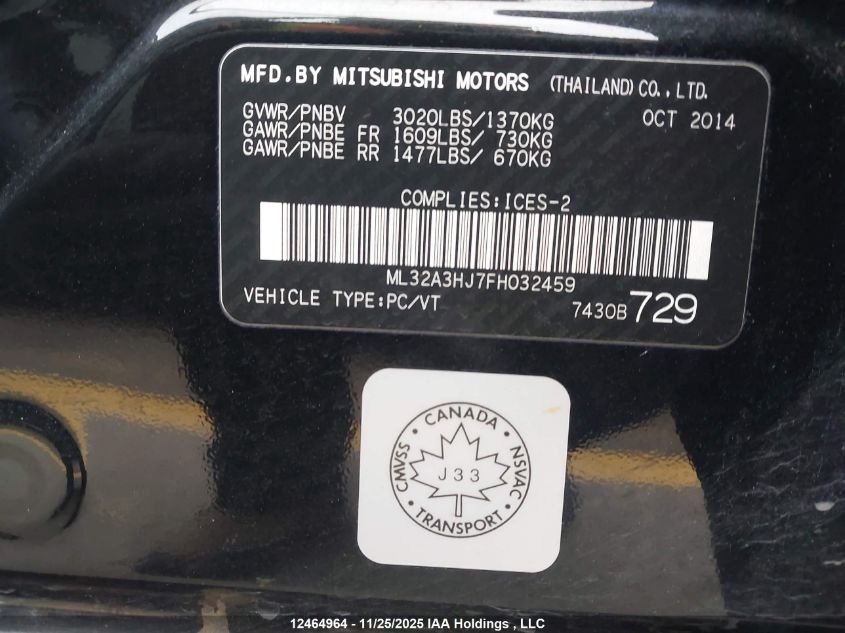 MFD.BY MITSUBISHI MOTORS (THAILAND) CO., LTD.
GVWR/PNBV 3020LBS/1370KG OCT 2014
GAWR/PNBE FR 1609LBS/ 730KG
GAWR/PNBE RR 1477LBS/ 670KG
COMPLIES:ICES-2
ML32A3HJ7FH032459
VEHICLE TYPE:PC/VT 7430B 729
CANADA
CMVSS
NSVAC
J33
TRANSPORT
12464964 - 11/25/2025 IAA Holdings , LLC